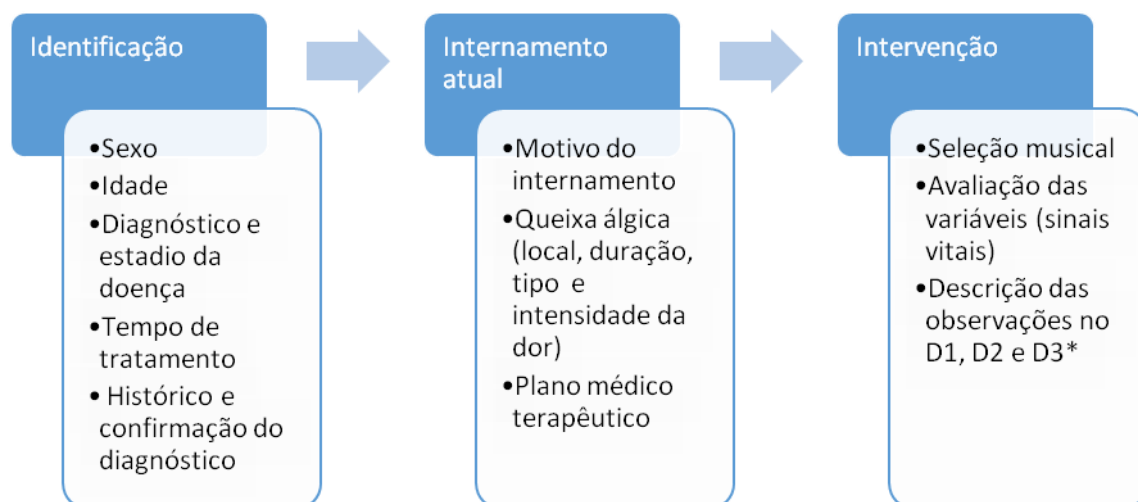 Identificação
•Sexo
•Idade
•Diagnóstico e
estadio da
doença
•Tempo de
tratamento
• Histórico e
confirmação do
diagnóstico
Internamento
atual
•Motivo do
internamento
•Queixa álgica
(local, duração,
tipo e
intensidade da
dor)
•Plano médico
terapêutico
Intervenção
•Seleção musical
•Avaliação das
variáveis (sinais
vitais)
•Descrição das
observações no
D1, D2 e D3*